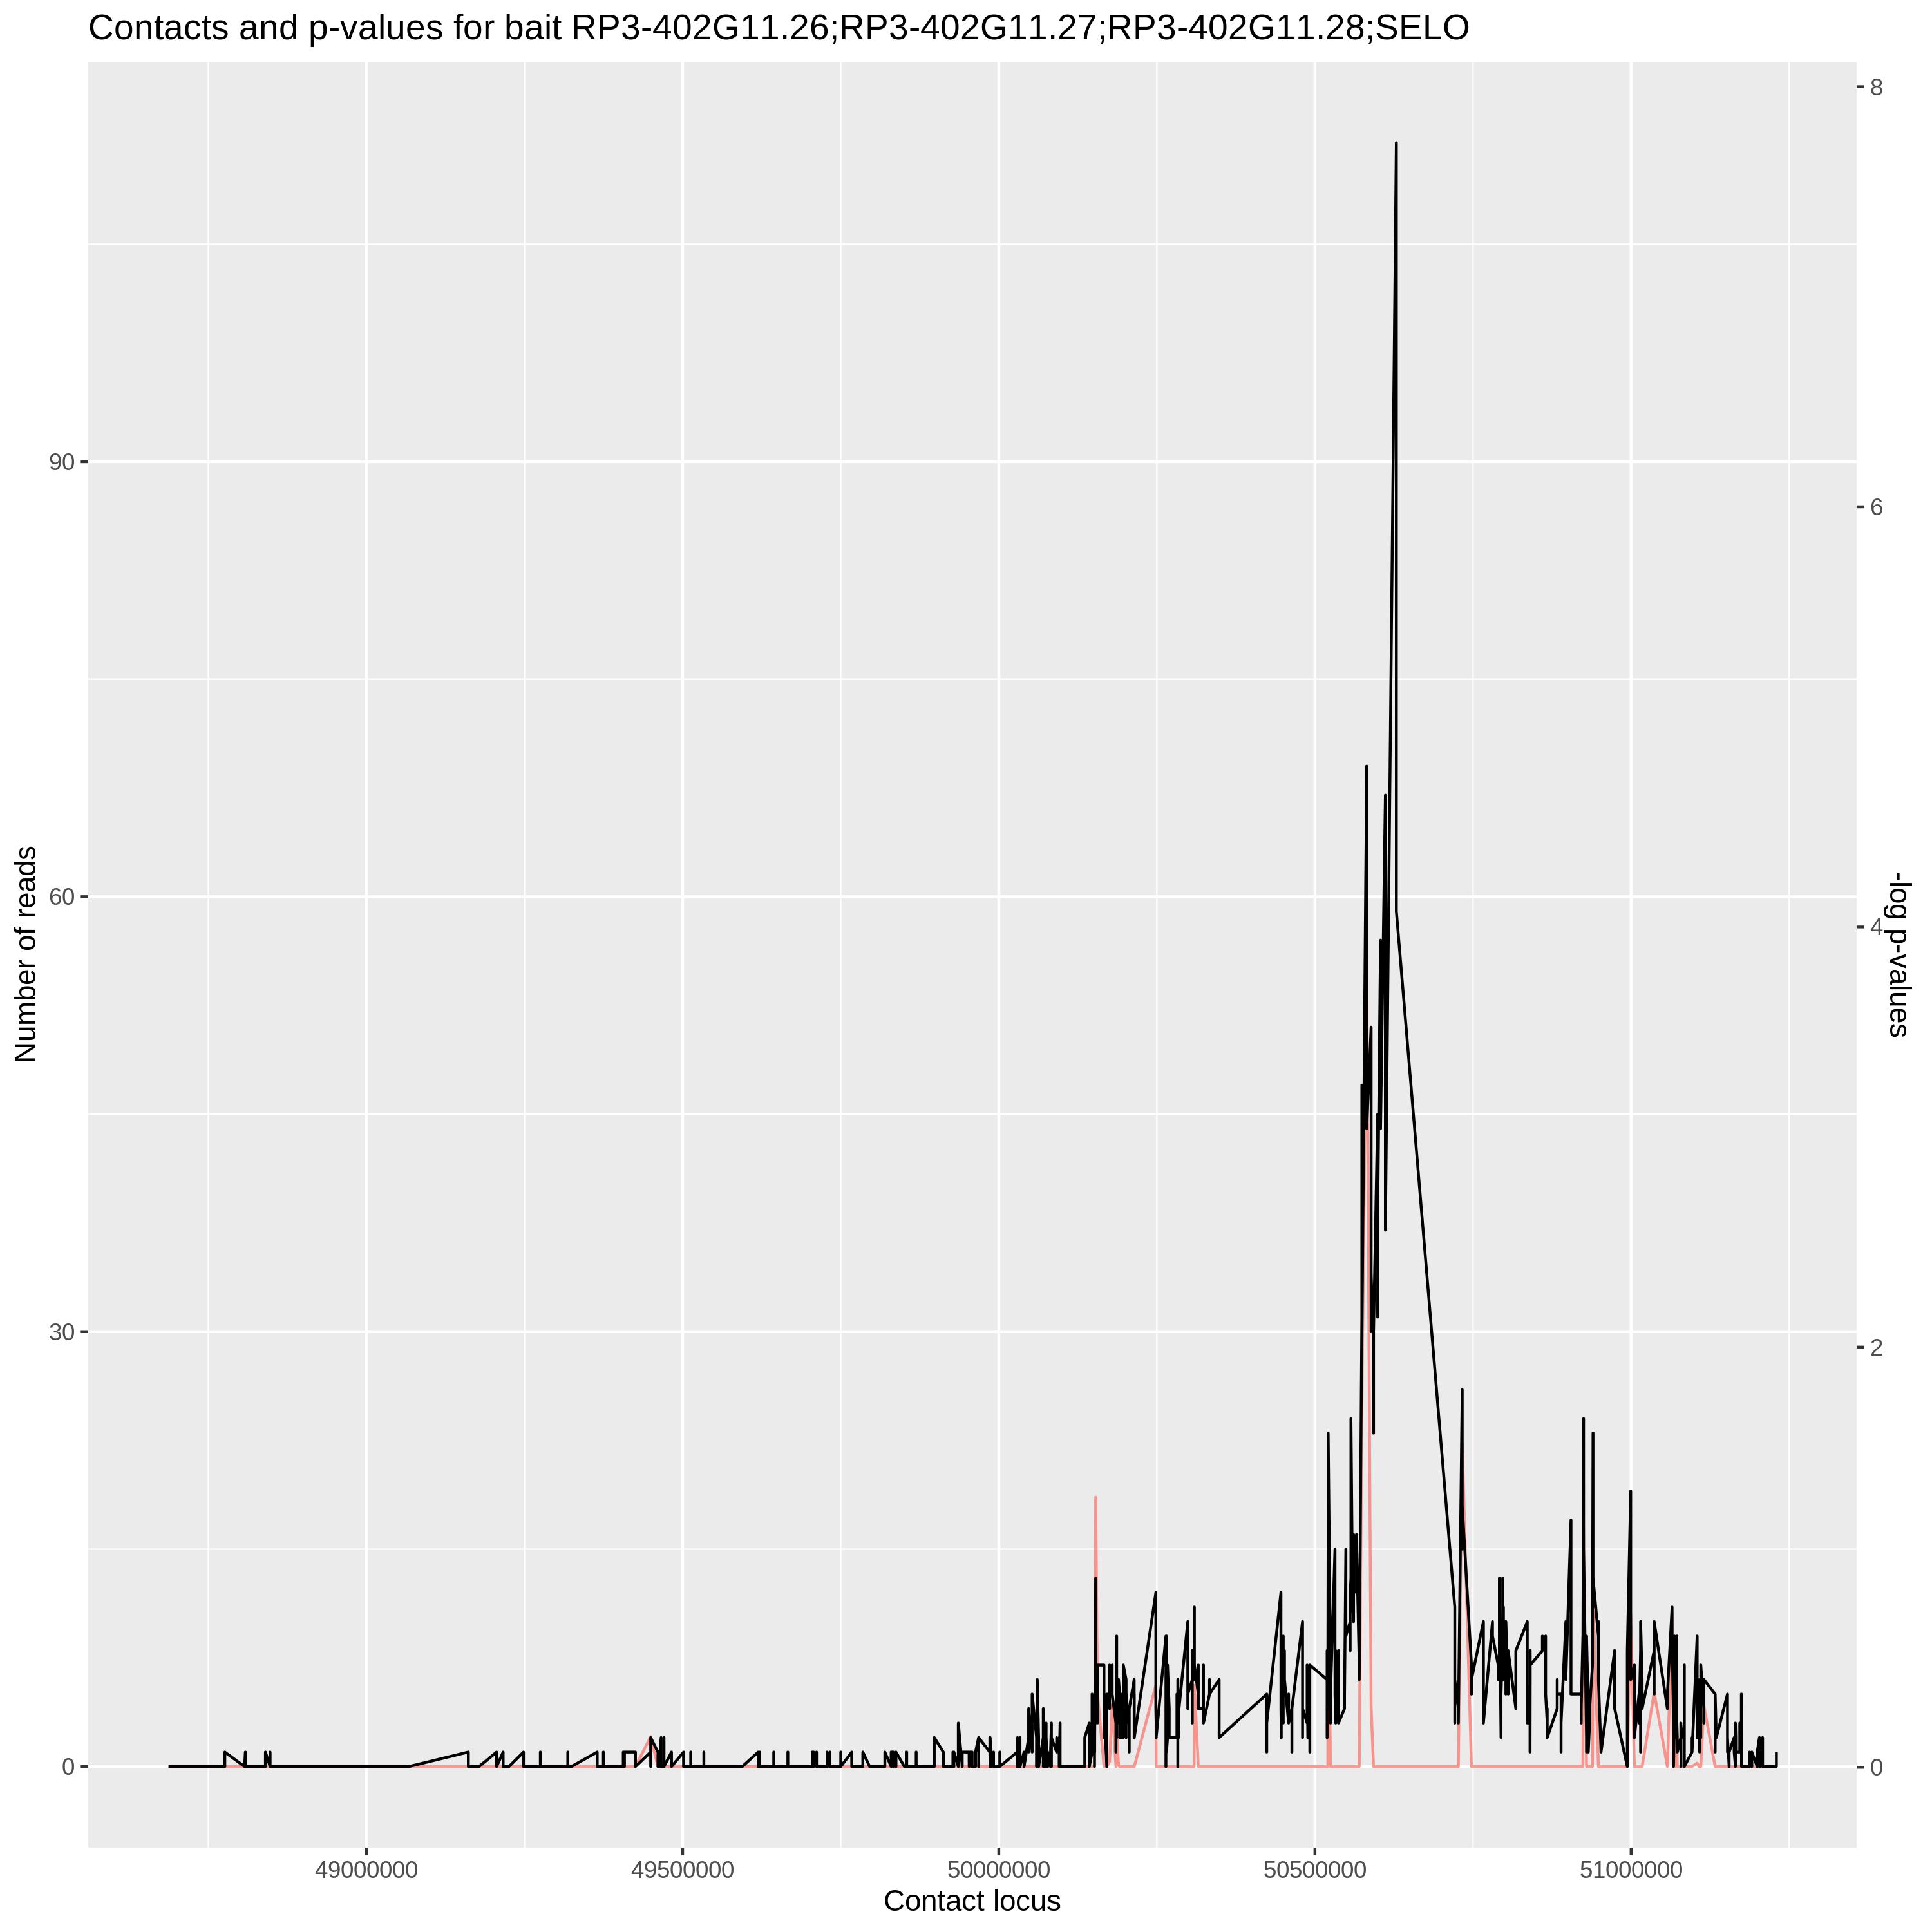 Contacts and p-values for bait RP3-402G11.26;RP3-402G11.27;RP3-402G11.28;SELO
8
90
6
60
4
30
2
0
0
Number of reads
-log p-values
49000000 49500000 50000000 50500000 51000000
Contact locus